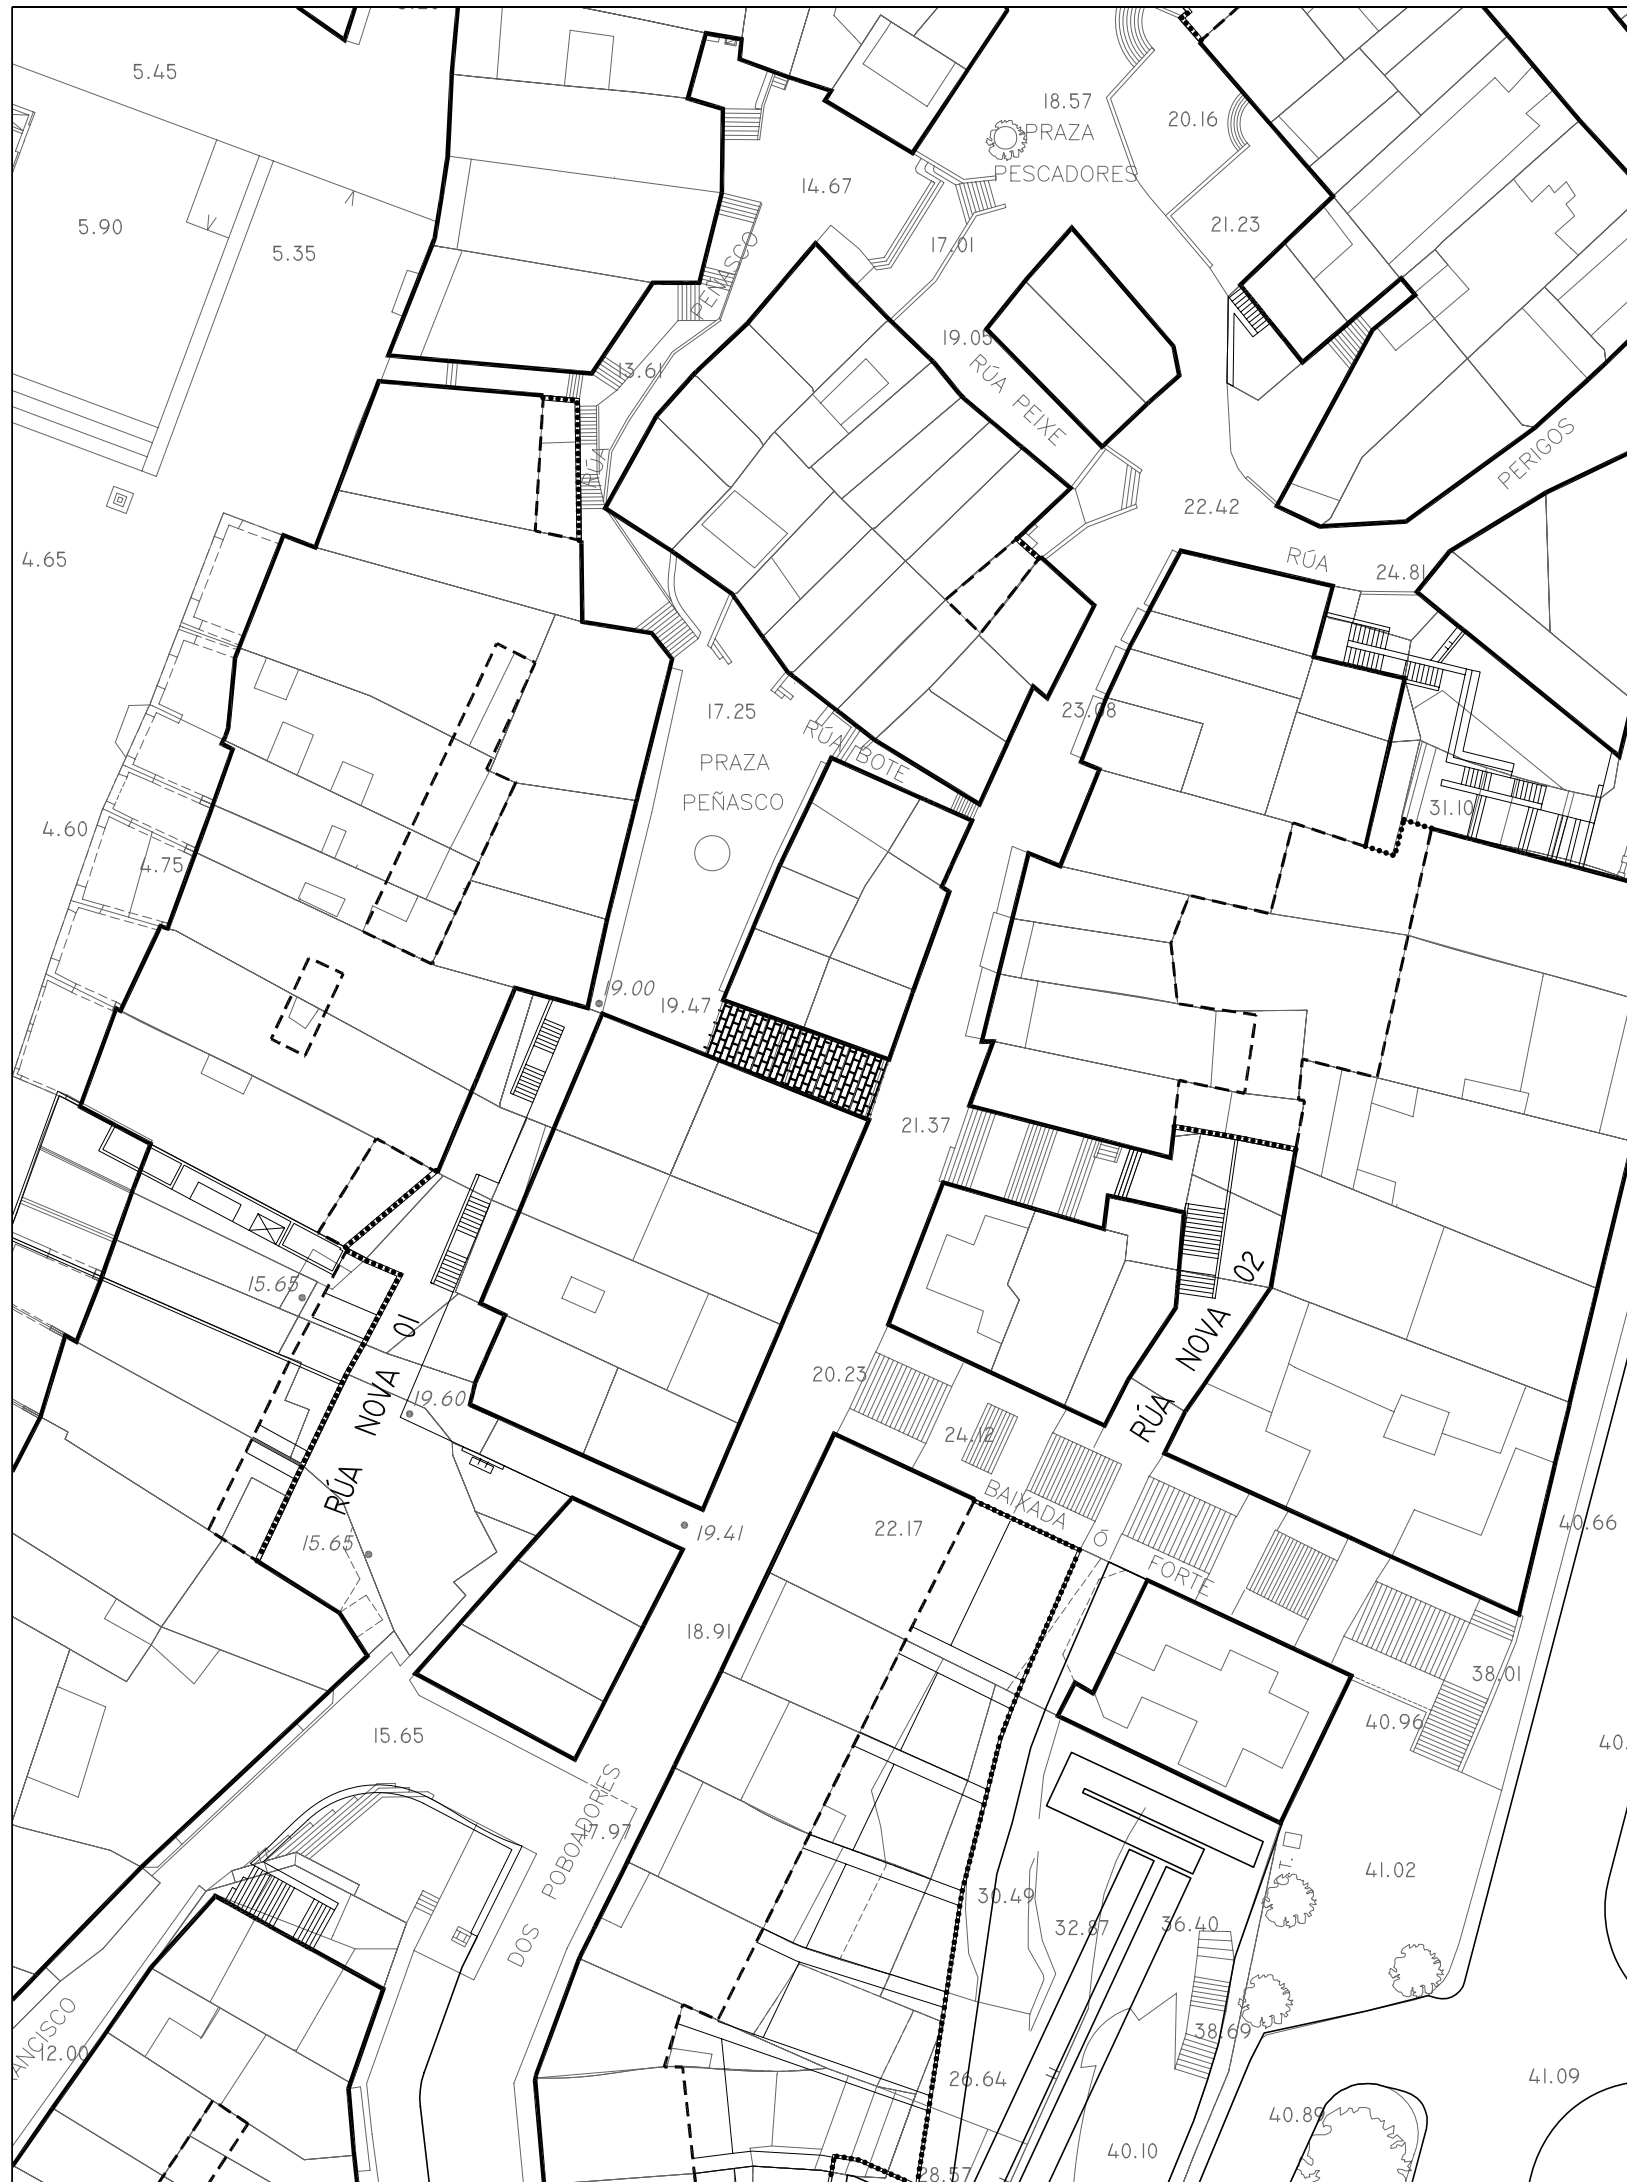 5.45
18.57
PRAZA
PESCADORES
20.16
14.67
5.90
5.35
17.01
21.23
RÚA
PEÑASCO
13.61
19.05
RÚA PEIXE
PERIGOS
4.65
22.42
RÚA
24.81
17.25
PRAZA
PEÑASCO
RÚA BOTE
23.08
31.10
4.60
4.75
19.00
19.47
21.37
15.65
RÚA NOVA 01
19.60
20.23
RÚA NOVA 02
24.12
BAIXADA Ó FORTE
22.17
40.66
15.65
19.41
18.91
38.01
15.65
40.96
40.
DOS POBOADORES
17.97
41.02
T.
30.49
32.87
36.40
38.69
ANCISCO
12.00
26.64
41.09
40.89
40.10
28.57